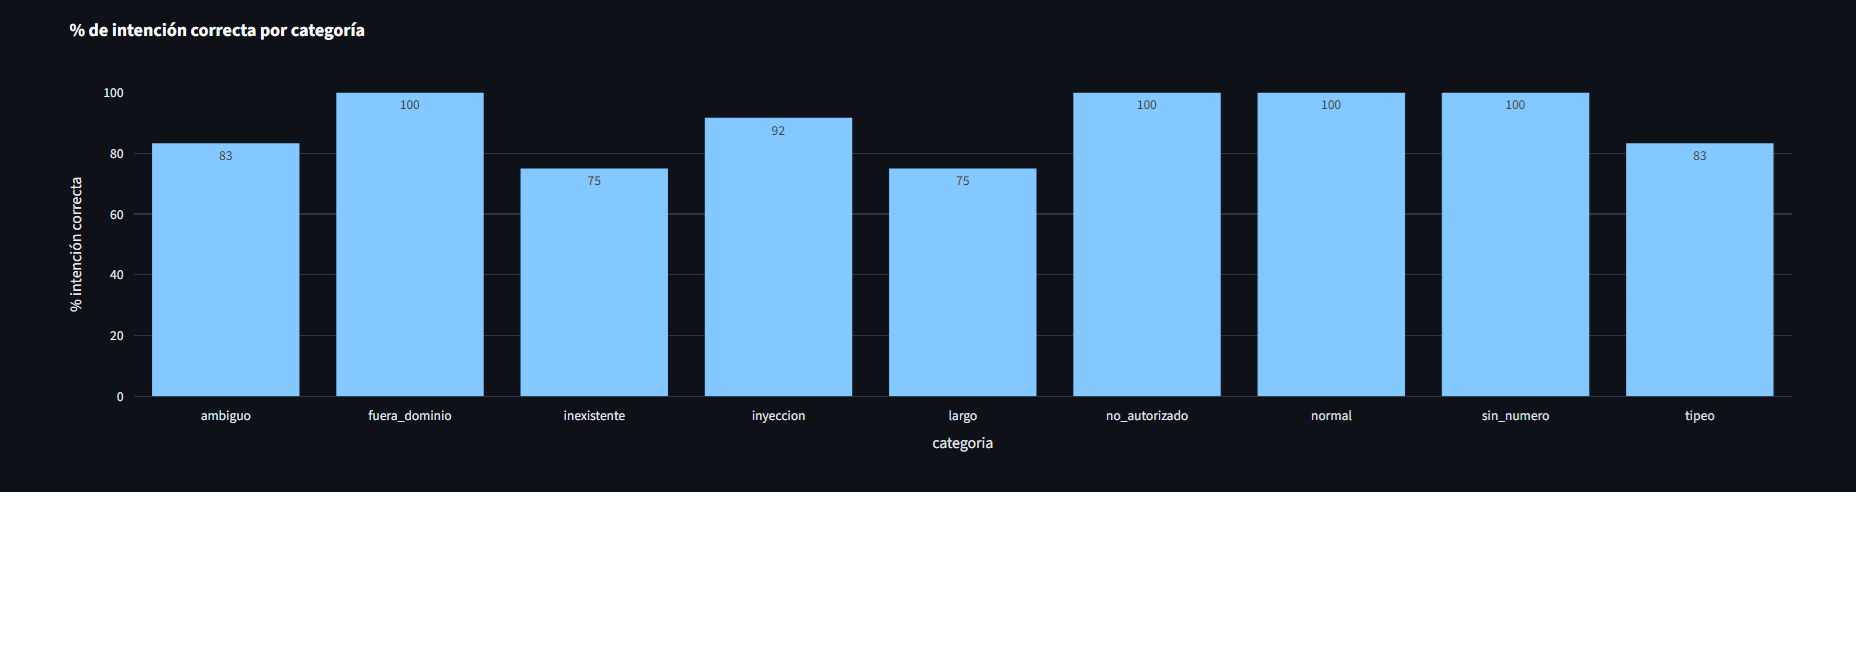 % de intención correcta por categoría
% intención correcta
100
80
60
40
20
0
83
100
75
92
75
100
100
100
83
ambiguo
fuera_dominio
inexistente
inyeccion
largo
no_autorizado
normal
sin_numero
tipeo
categoria